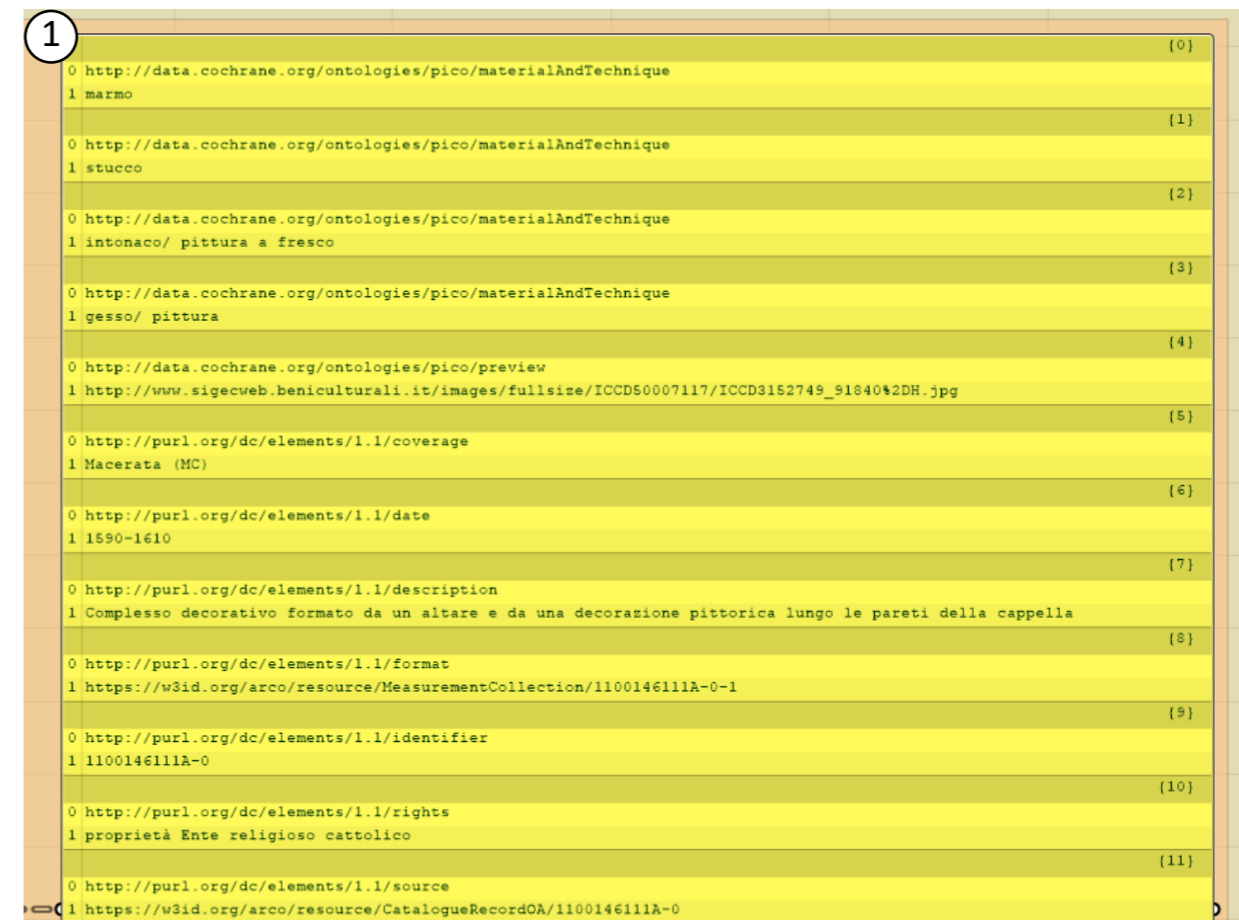 1
{0}
0 http://data.cochrane.org/ontologies/pico/materialAndTechnique
1 marmo
{1}
0 http://data.cochrane.org/ontologies/pico/materialAndTechnique
1 stucco
{2}
0 http://data.cochrane.org/ontologies/pico/materialAndTechnique
1 intonaco/ pittura a fresco
{3}
0 http://data.cochrane.org/ontologies/pico/materialAndTechnique
1 gesso/ pittura
{4}
0 http://data.cochrane.org/ontologies/pico/preview
1 http://www.sigecweb.beniculturali.it/images/fullsize/ICCD50007117/ICCD3152749_91840%2DH.jpg
{5}
0 http://purl.org/dc/elements/1.1/coverage
1 Macerata (MC)
{6}
0 http://purl.org/dc/elements/1.1/date
1 1590-1610
{7}
0 http://purl.org/dc/elements/1.1/description
1 Complesso decorativo formato da un altare e da una decorazione pittorica lungo le pareti della cappella
{8}
0 http://purl.org/dc/elements/1.1/format
1 https://w3id.org/arco/resource/MeasurementCollection/1100146111A-0-1
{9}
0 http://purl.org/dc/elements/1.1/identifier
1 1100146111A-0
{10}
0 http://purl.org/dc/elements/1.1/rights
1 proprietà Ente religioso cattolico
{11}
0 http://purl.org/dc/elements/1.1/source
1 https://w3id.org/arco/resource/CatalogueRecordOA/1100146111A-0